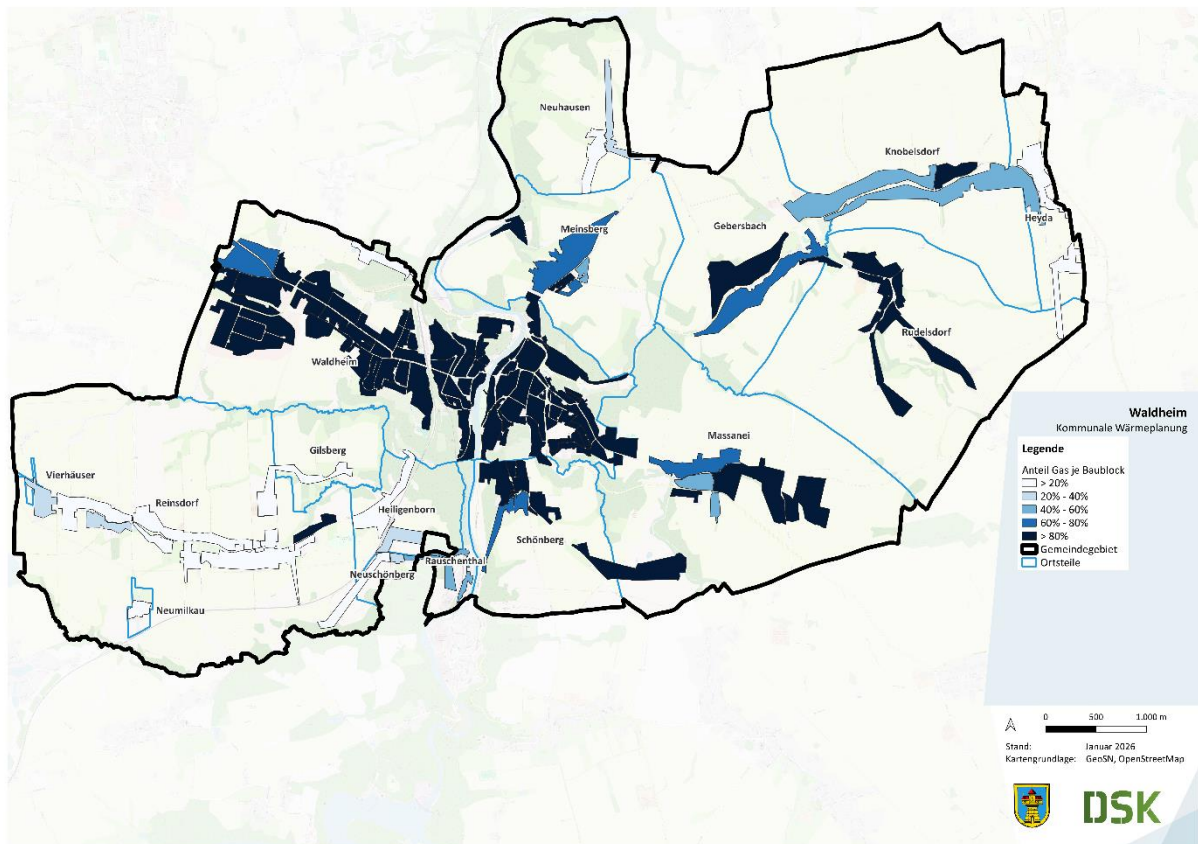 Neuhausen
Knobelsdorf
Meinsberg
Gebersbach
Heyda
Rudelsdorf
Waldheim
Massanei
Gilsberg
Vierhäuser
Reinsdorf
Heiligenborn
Schönberg
Rauschenthal
Neuschönberg
Neumilkau
Waldheim
Kommunale Wärmeplanung
Legende
Anteil Gas je Baublock
> 20%
20% - 40%
40% - 60%
60% - 80%
> 80%
Gemeindegebiet
Ortsteile
0 500 1.000 m
Stand: Januar 2026
Kartengrundlage: GeoSN, OpenStreetMap
DSK